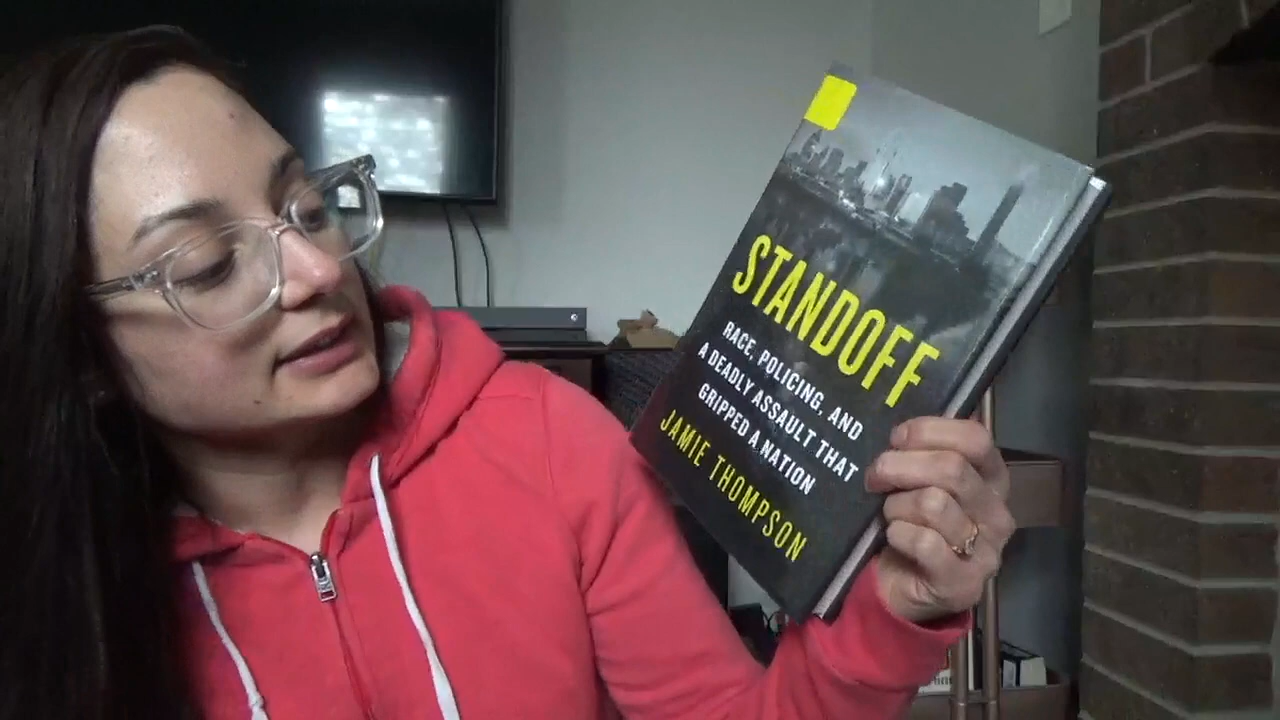 STANDOFF
RACE, POLICING, AND
A DEADLY ASSAULT THAT
GRIPPED A NATION
JAMIE THOMPSON